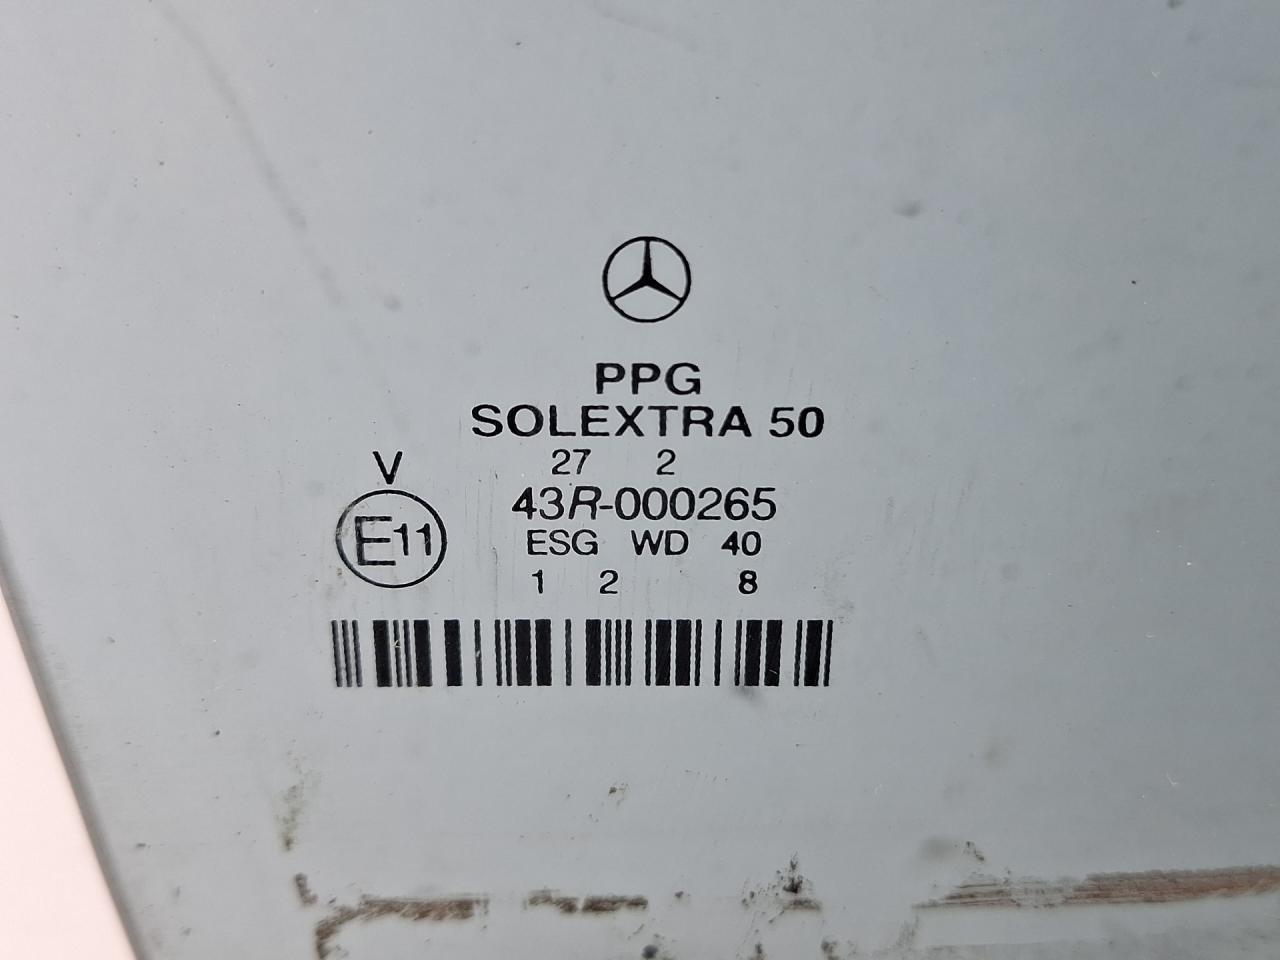 PPG
SOLEXTRA 50
27 2
V
43R-000265
E11
ESG WD 40
1 2 8